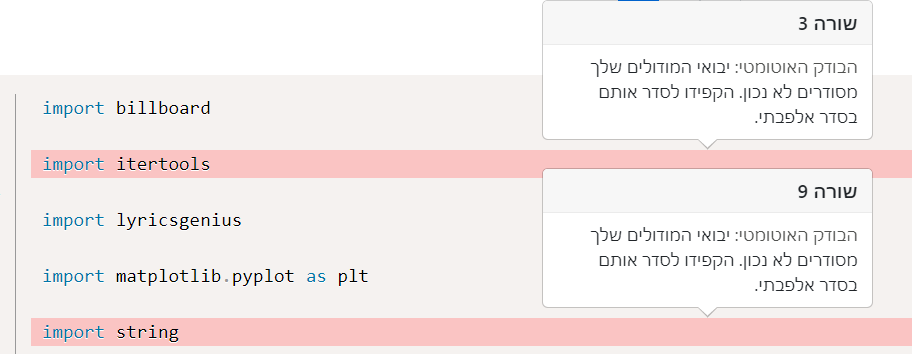 שורה 3
הבודק האוטומטי: יבואי המודולים שלך
מסודרים לא נכון. הקפידו לסדר אותם
בסדר אלפבתי.
import billboard
import itertools
שורה 9
הבודק האוטומטי: יבואי המודולים שלך
מסודרים לא נכון. הקפידו לסדר אותם
בסדר אלפבתי.
import lyricsgenius
import matplotlib.pyplot as plt
import string